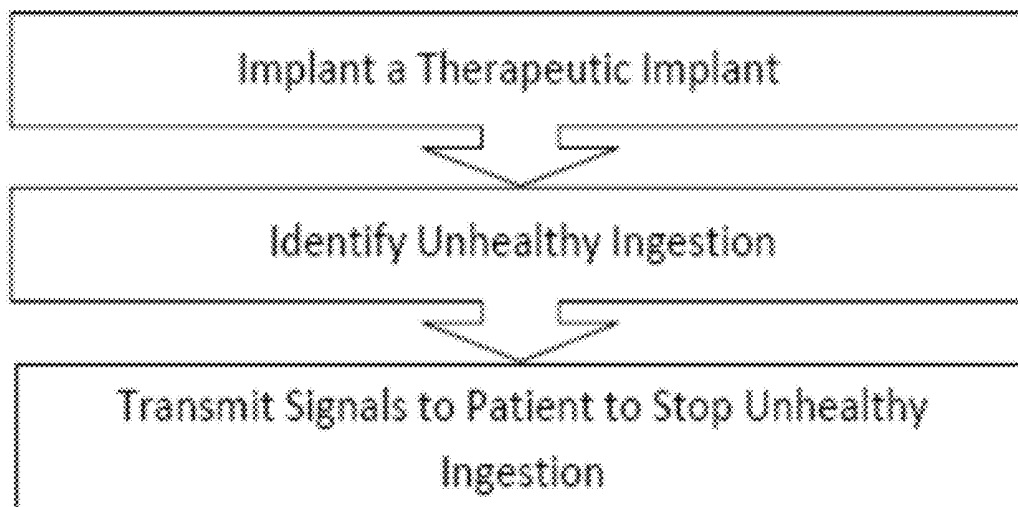 Implant a Therapeutic Implant
Identify Unhealthy Ingestion
Transmit Signals to Patient to Stop Unhealthy
Ingestion